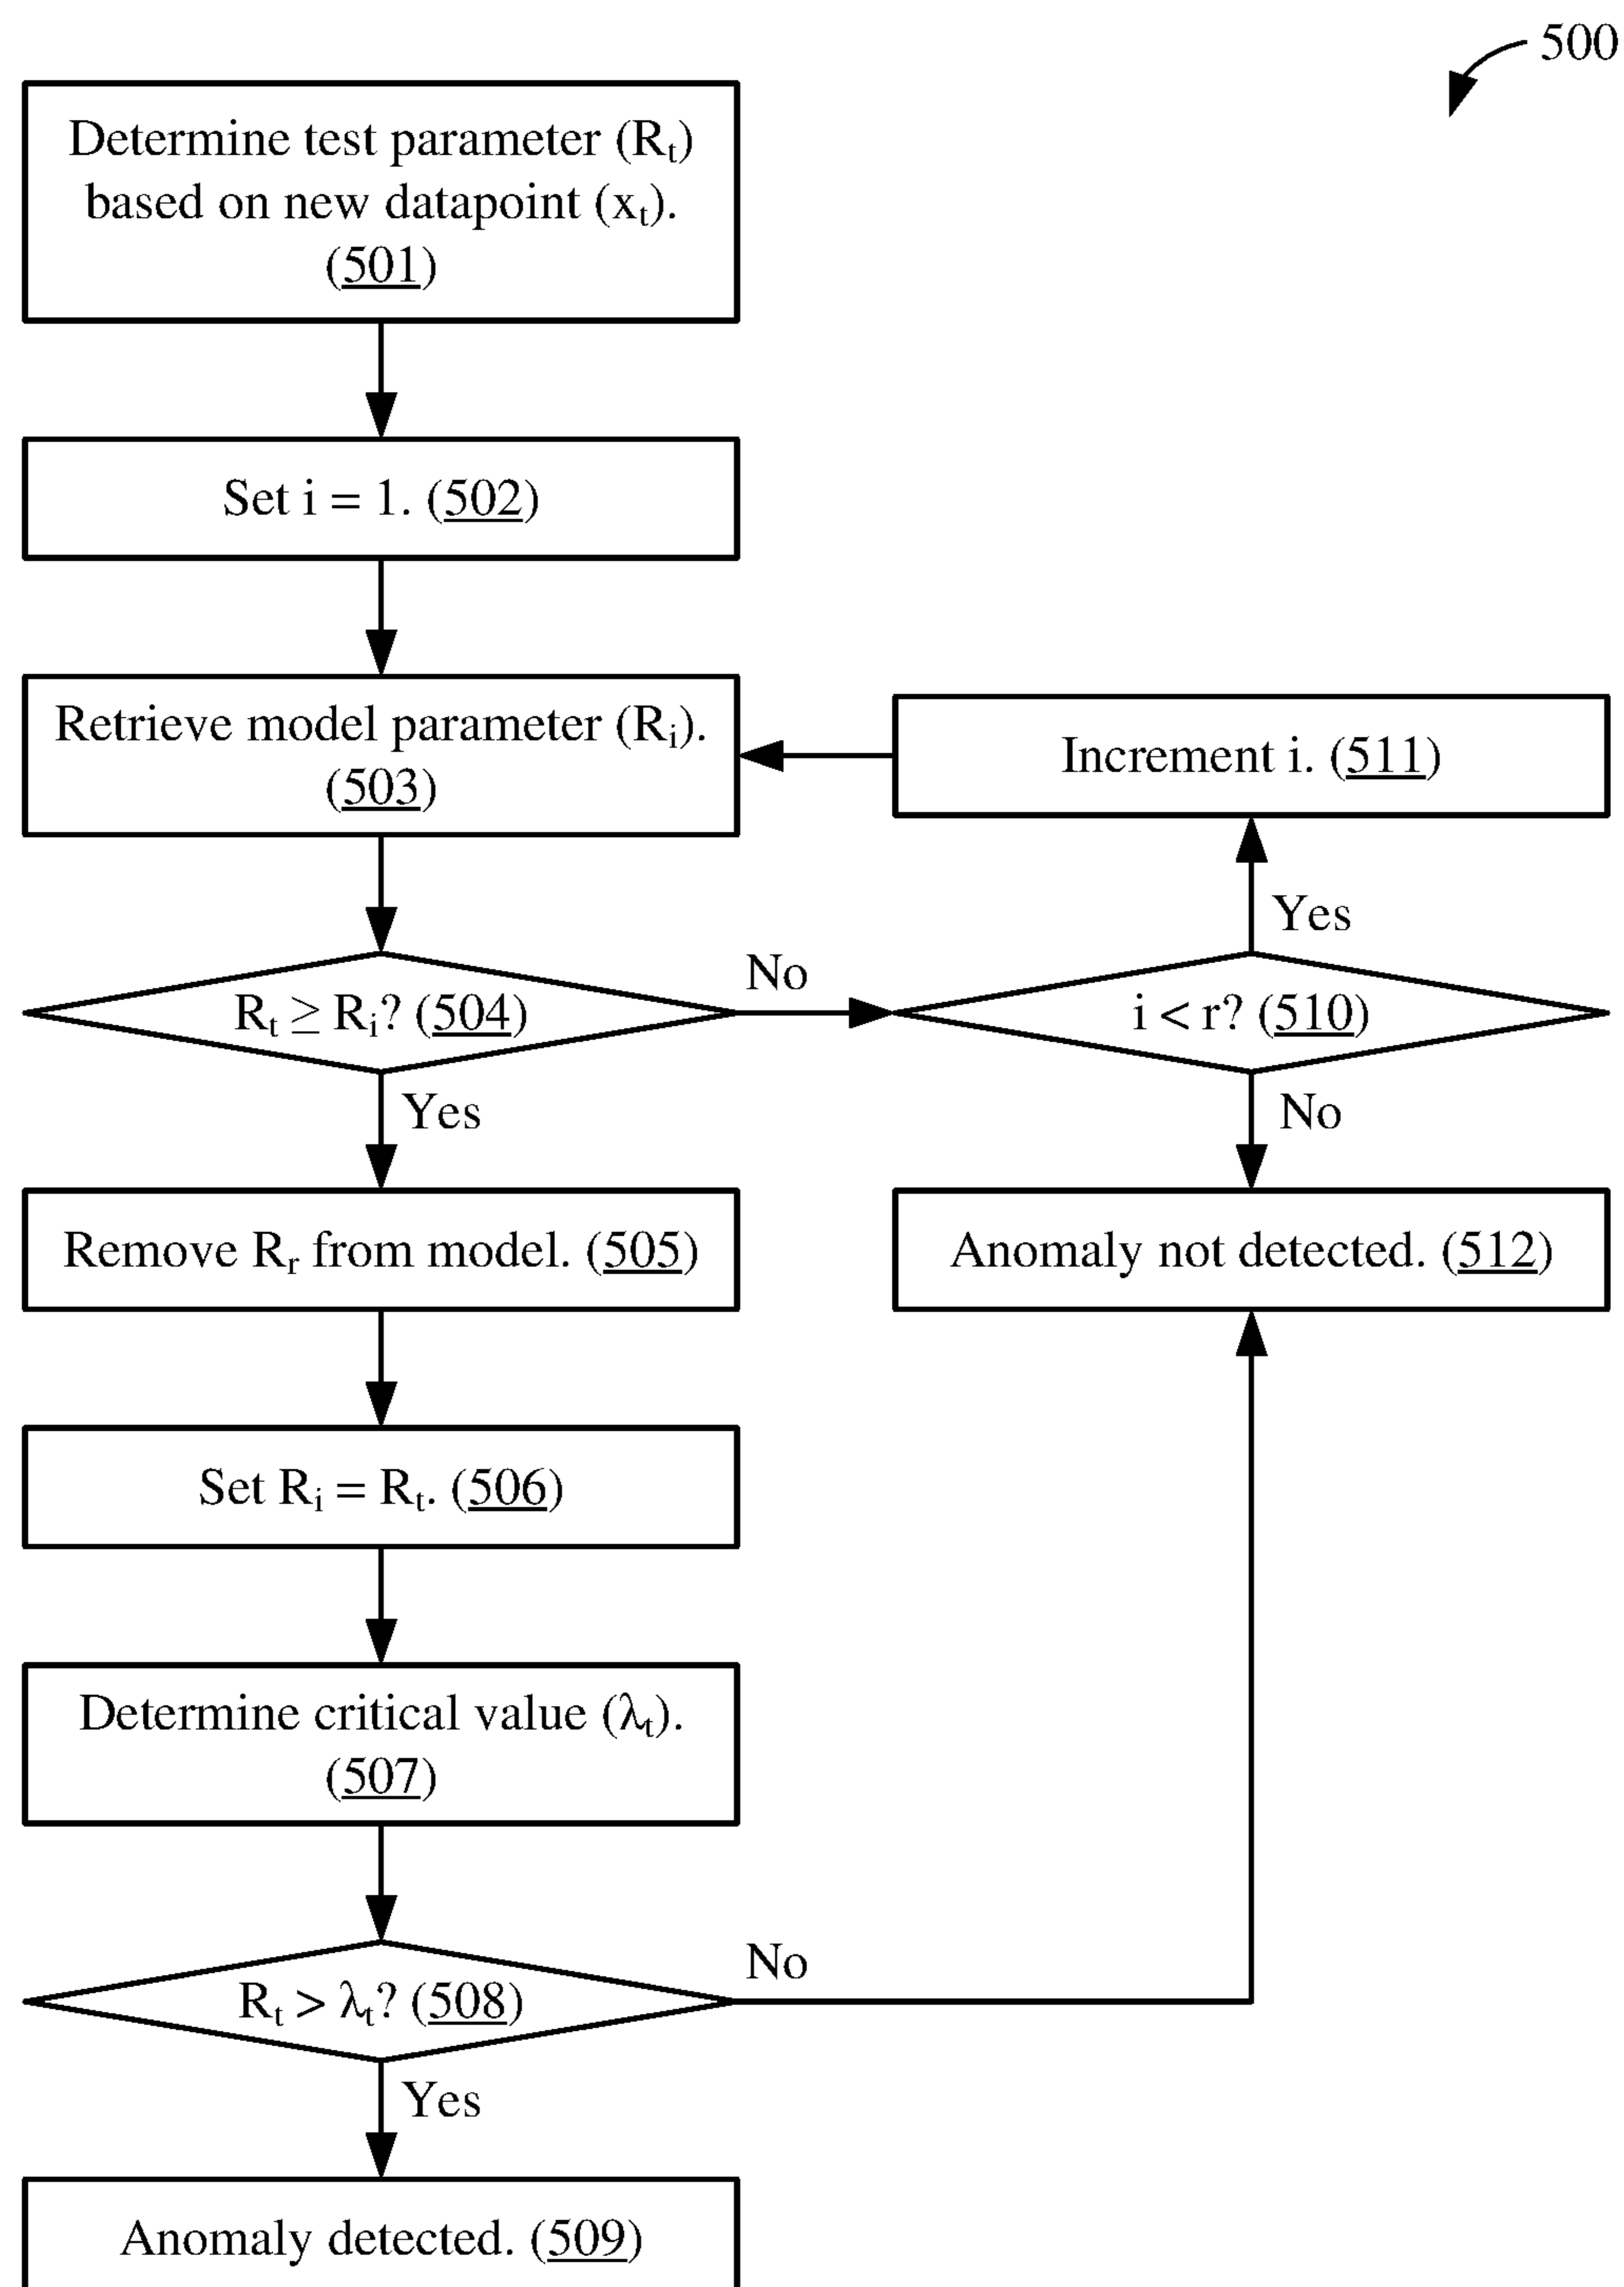 500
Determine test parameter (Rₜ)
based on new datapoint (xₜ).
(501)
Set i = 1. (502)
Retrieve model parameter (Rᵢ).
(503)
Increment i. (511)
Yes
No
Rₜ ≥ Rᵢ? (504)
i < r? (510)
Yes
No
Remove Rᵣ from model. (505)
Anomaly not detected. (512)
Set Rᵢ = Rₜ. (506)
Determine critical value (λₜ).
(507)
No
Rₜ > λₜ? (508)
Yes
Anomaly detected. (509)